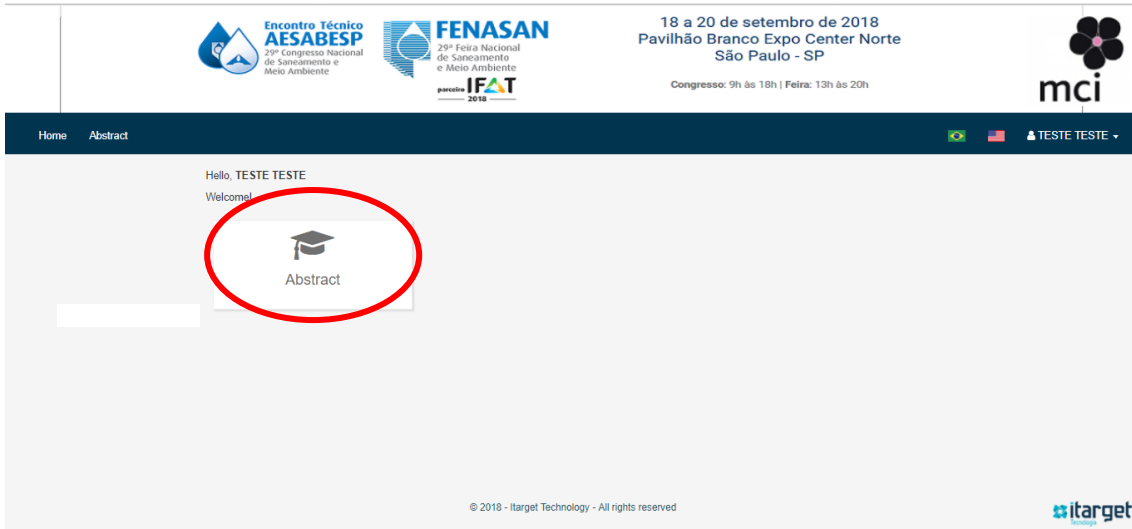 Encontro Técnico
AESABESP
29º Congresso Nacional
de Saneamento e
Meio Ambiente
FENASAN
29ª Feira Nacional
de Saneamento
e Meio Ambiente
parceiro IFAT
2018
18 a 20 de setembro de 2018
Pavilhão Branco Expo Center Norte
São Paulo - SP
Congresso: 9h às 18h | Feira: 13h às 20h
mci
Home Abstract TESTE TESTE
Hello, TESTE TESTE
Welcome!
Abstract
© 2018 - Itarget Technology - All rights reserved
itarget
Tecnologia